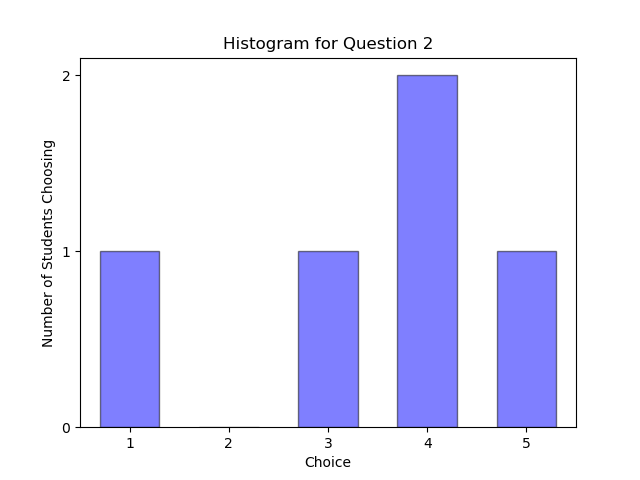 Histogram for Question 2
Number of Students Choosing
2
1
0
1 2 3 4 5
Choice